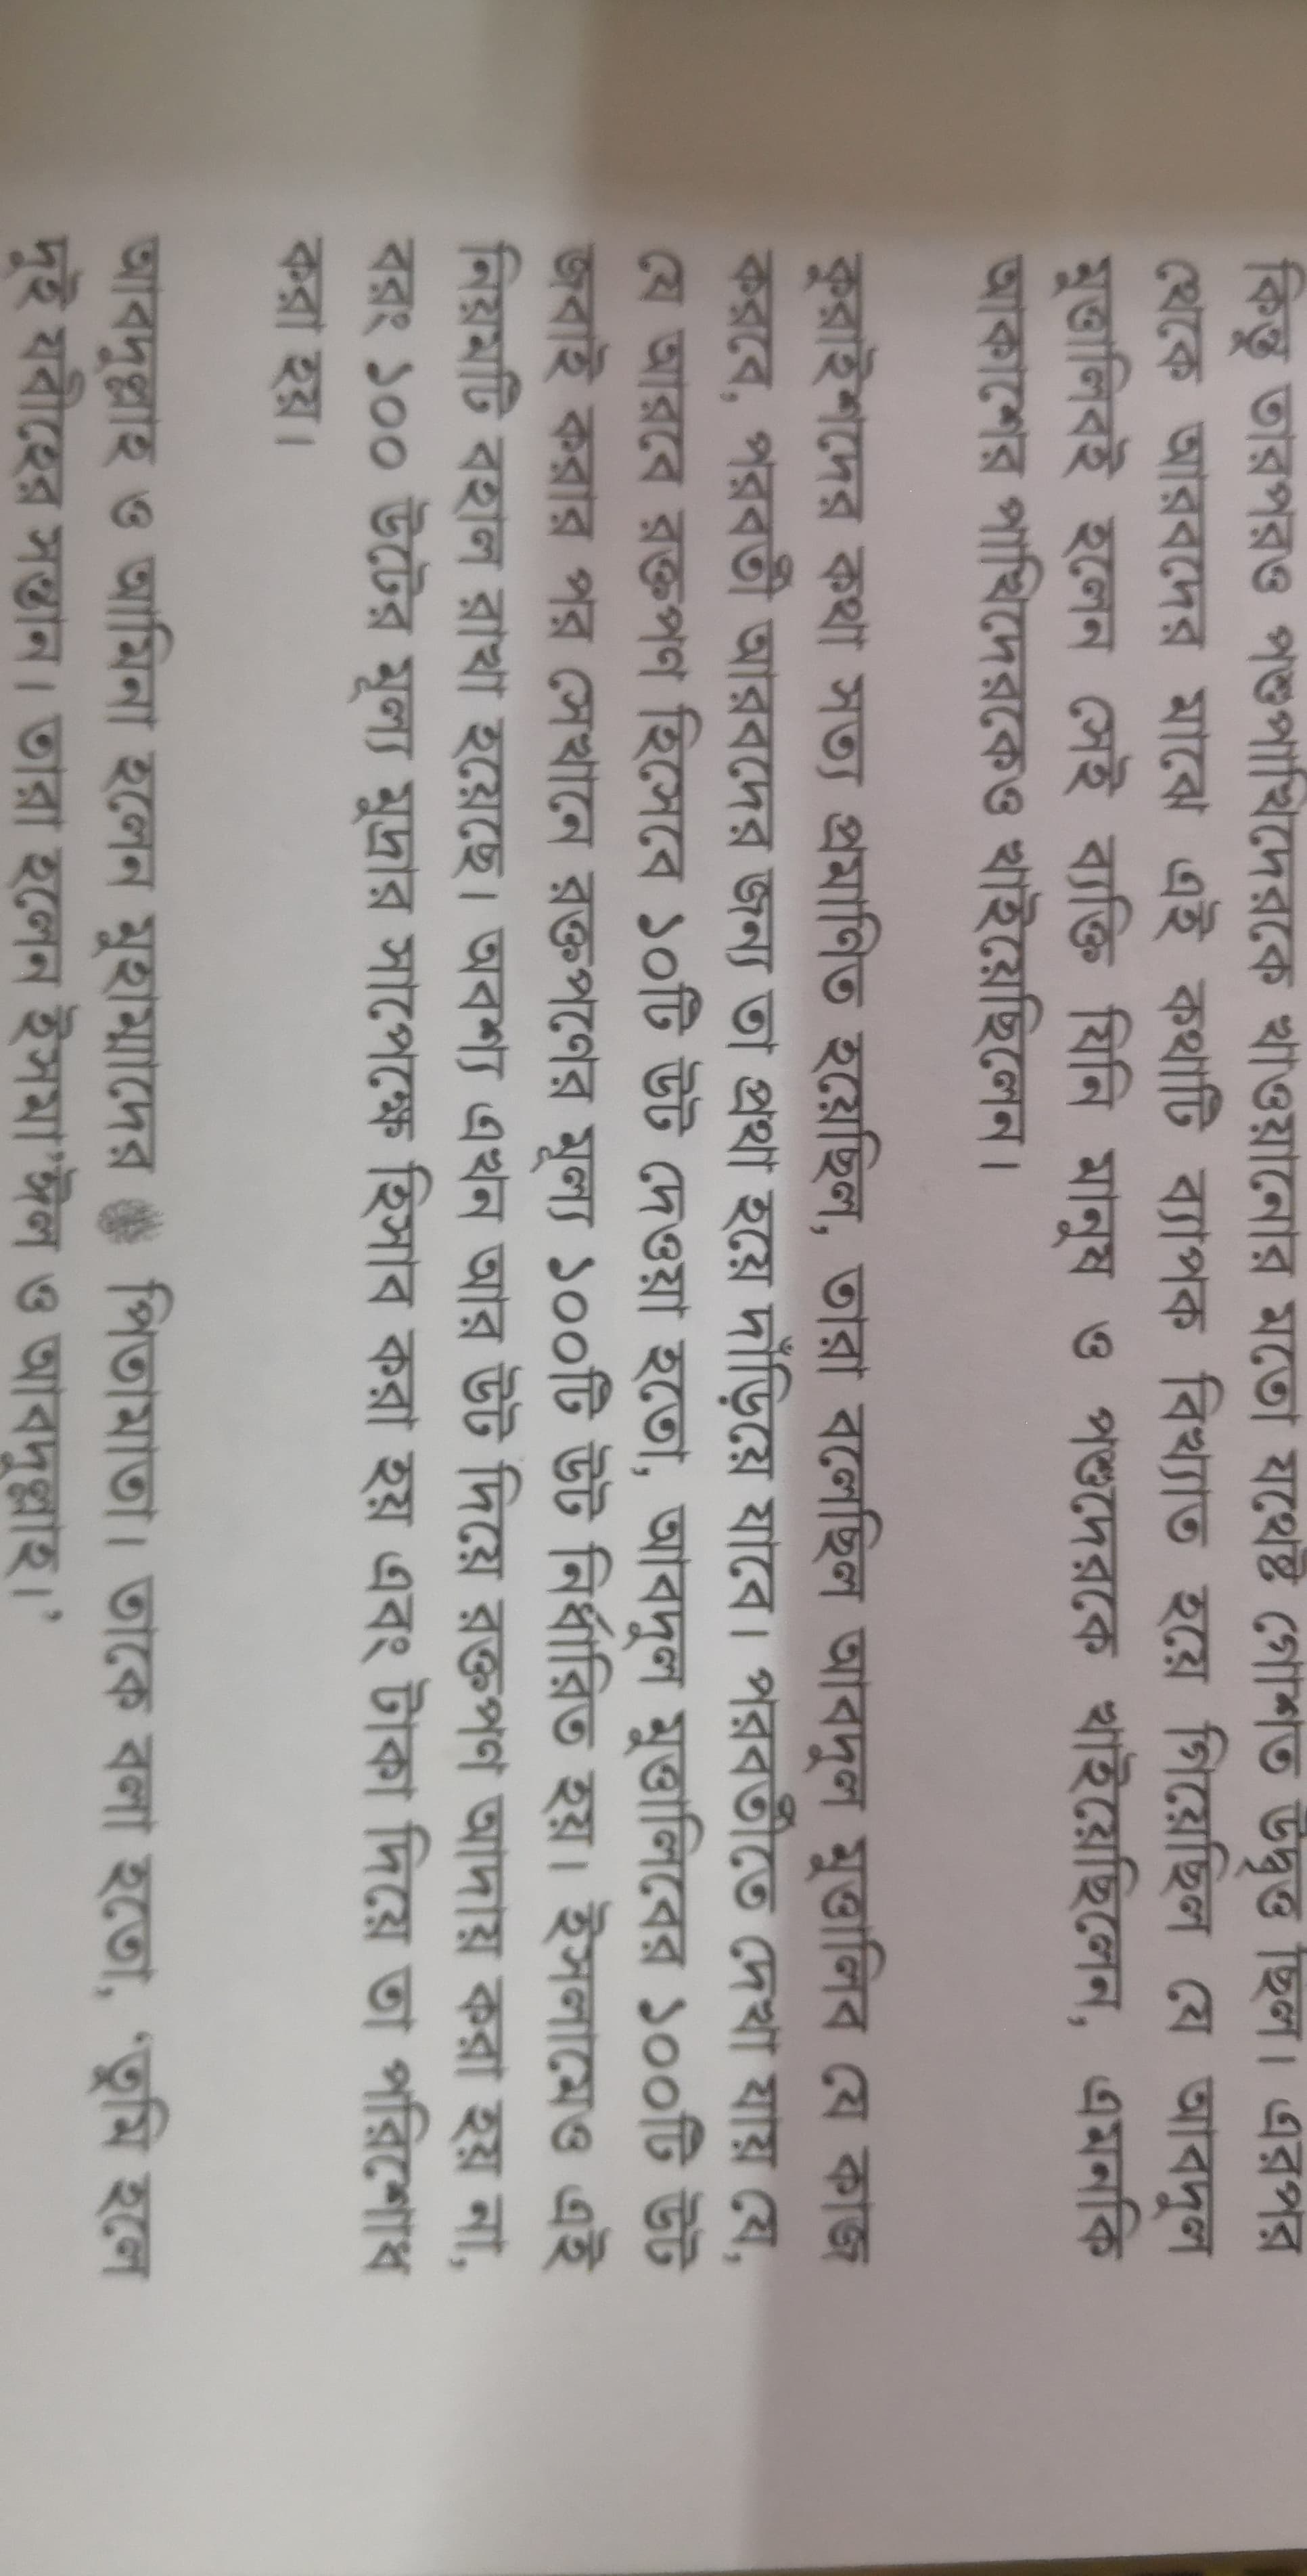 কিন্তু তারপরও পশুপাখিদেরকে খাওয়ানোর মতো যথেষ্ট গোশত উদ্বৃত্ত ছিল। এরপর
থেকে আরবদের মাঝে এই কথাটি ব্যাপক বিখ্যাত হয়ে গিয়েছিল যে আবদুল
মুত্তালিবই হলেন সেই ব্যক্তি যিনি মানুষ ও পশুদেরকে খাইয়েছিলেন, এমনকি
আকাশের পাখিদেরকেও খাইয়েছিলেন।
কুরাইশদের কথা সত্য প্রমাণিত হয়েছিল, তারা বলেছিল আবদুল মুত্তালিব যে কাজ
করবে, পরবর্তী আরবদের জন্য তা প্রথা হয়ে দাঁড়িয়ে যাবে। পরবর্তীতে দেখা যায় যে,
যে আরবে রক্তপণ হিসেবে ১০টি উট দেওয়া হতো, আবদুল মুত্তালিবের ১০০টি উট
জবাই করার পর সেখানে রক্তপণের মূল্য ১০০টি উট নির্ধারিত হয়। ইসলামেও এই
নিয়মটি বহাল রাখা হয়েছে। অবশ্য এখন আর উট দিয়ে রক্তপণ আদায় করা হয় না,
বরং ১০০ উটের মূল্য মুদ্রার সাপেক্ষে হিসাব করা হয় এবং টাকা দিয়ে তা পরিশোধ
করা হয়।
আবদুল্লাহ ও আমিনা হলেন মুহাম্মাদের পিতামাতা। তাকে বলা হতো, ‘তুমি হলে
দুই যবীহের সন্তান। তারা হলেন ইসমা’ঈল ও আবদুল্লাহ।’